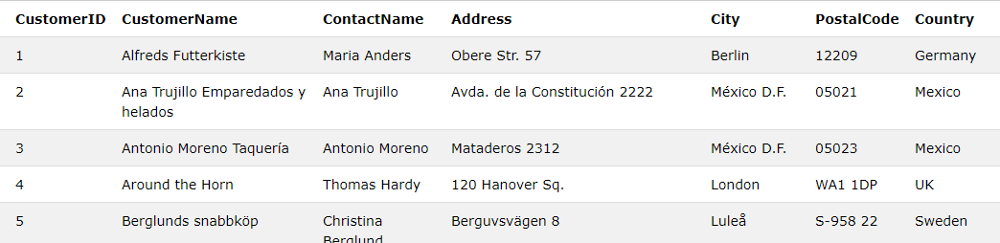 CustomerID CustomerName ContactName Address City PostalCode Country
1 Alfreds Futterkiste Maria Anders Obere Str. 57 Berlin 12209 Germany
2 Ana Trujillo Emparedados y helados Ana Trujillo Avda. de la Constitución 2222 México D.F. 05021 Mexico
3 Antonio Moreno Taquería Antonio Moreno Mataderos 2312 México D.F. 05023 Mexico
4 Around the Horn Thomas Hardy 120 Hanover Sq. London WA1 1DP UK
5 Berglunds snabbköp Christina Berglund Berguvsvägen 8 Luleå S-958 22 Sweden